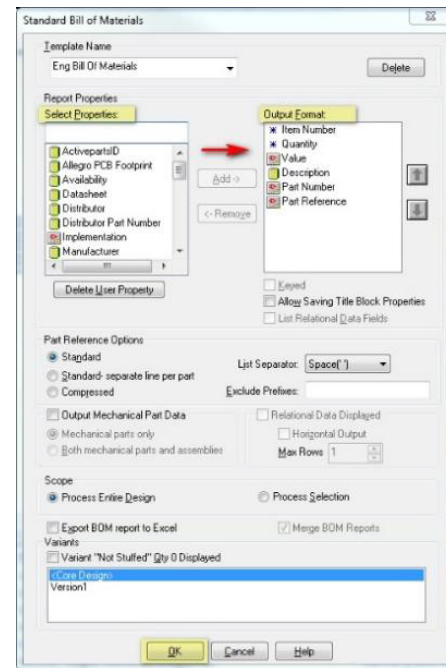 Standard Bill of Materials
Template Name
Eng Bill Of Materials
Delete
Report Properties
Select Properties:
Output Format:
ActivepartsID
Allegro PCB Footprint
Availability
Datasheet
Distributor
Distributor Part Number
Implementation
Manufacturer
Add ->
<- Remove
Item Number
Quantity
Value
Description
Part Number
Part Reference
Delete User Property
Keyed
Allow Saving Title Block Properties
List Relational Data Fields
Part Reference Options
Standard
Standard- separate line per part
Compressed
List Separator: Space(' ')
Exclude Prefixes:
Output Mechanical Part Data
Mechanical parts only
Both mechanical parts and assemblies
Relational Data Displayed
Horizontal Output
Max Rows 1
Scope
Process Entire Design
Process Selection
Export BOM report to Excel
Merge BOM Reports
Variants
Variant "Not Stuffed" Qty 0 Displayed
<Core Design>
Version1
OK Cancel Help